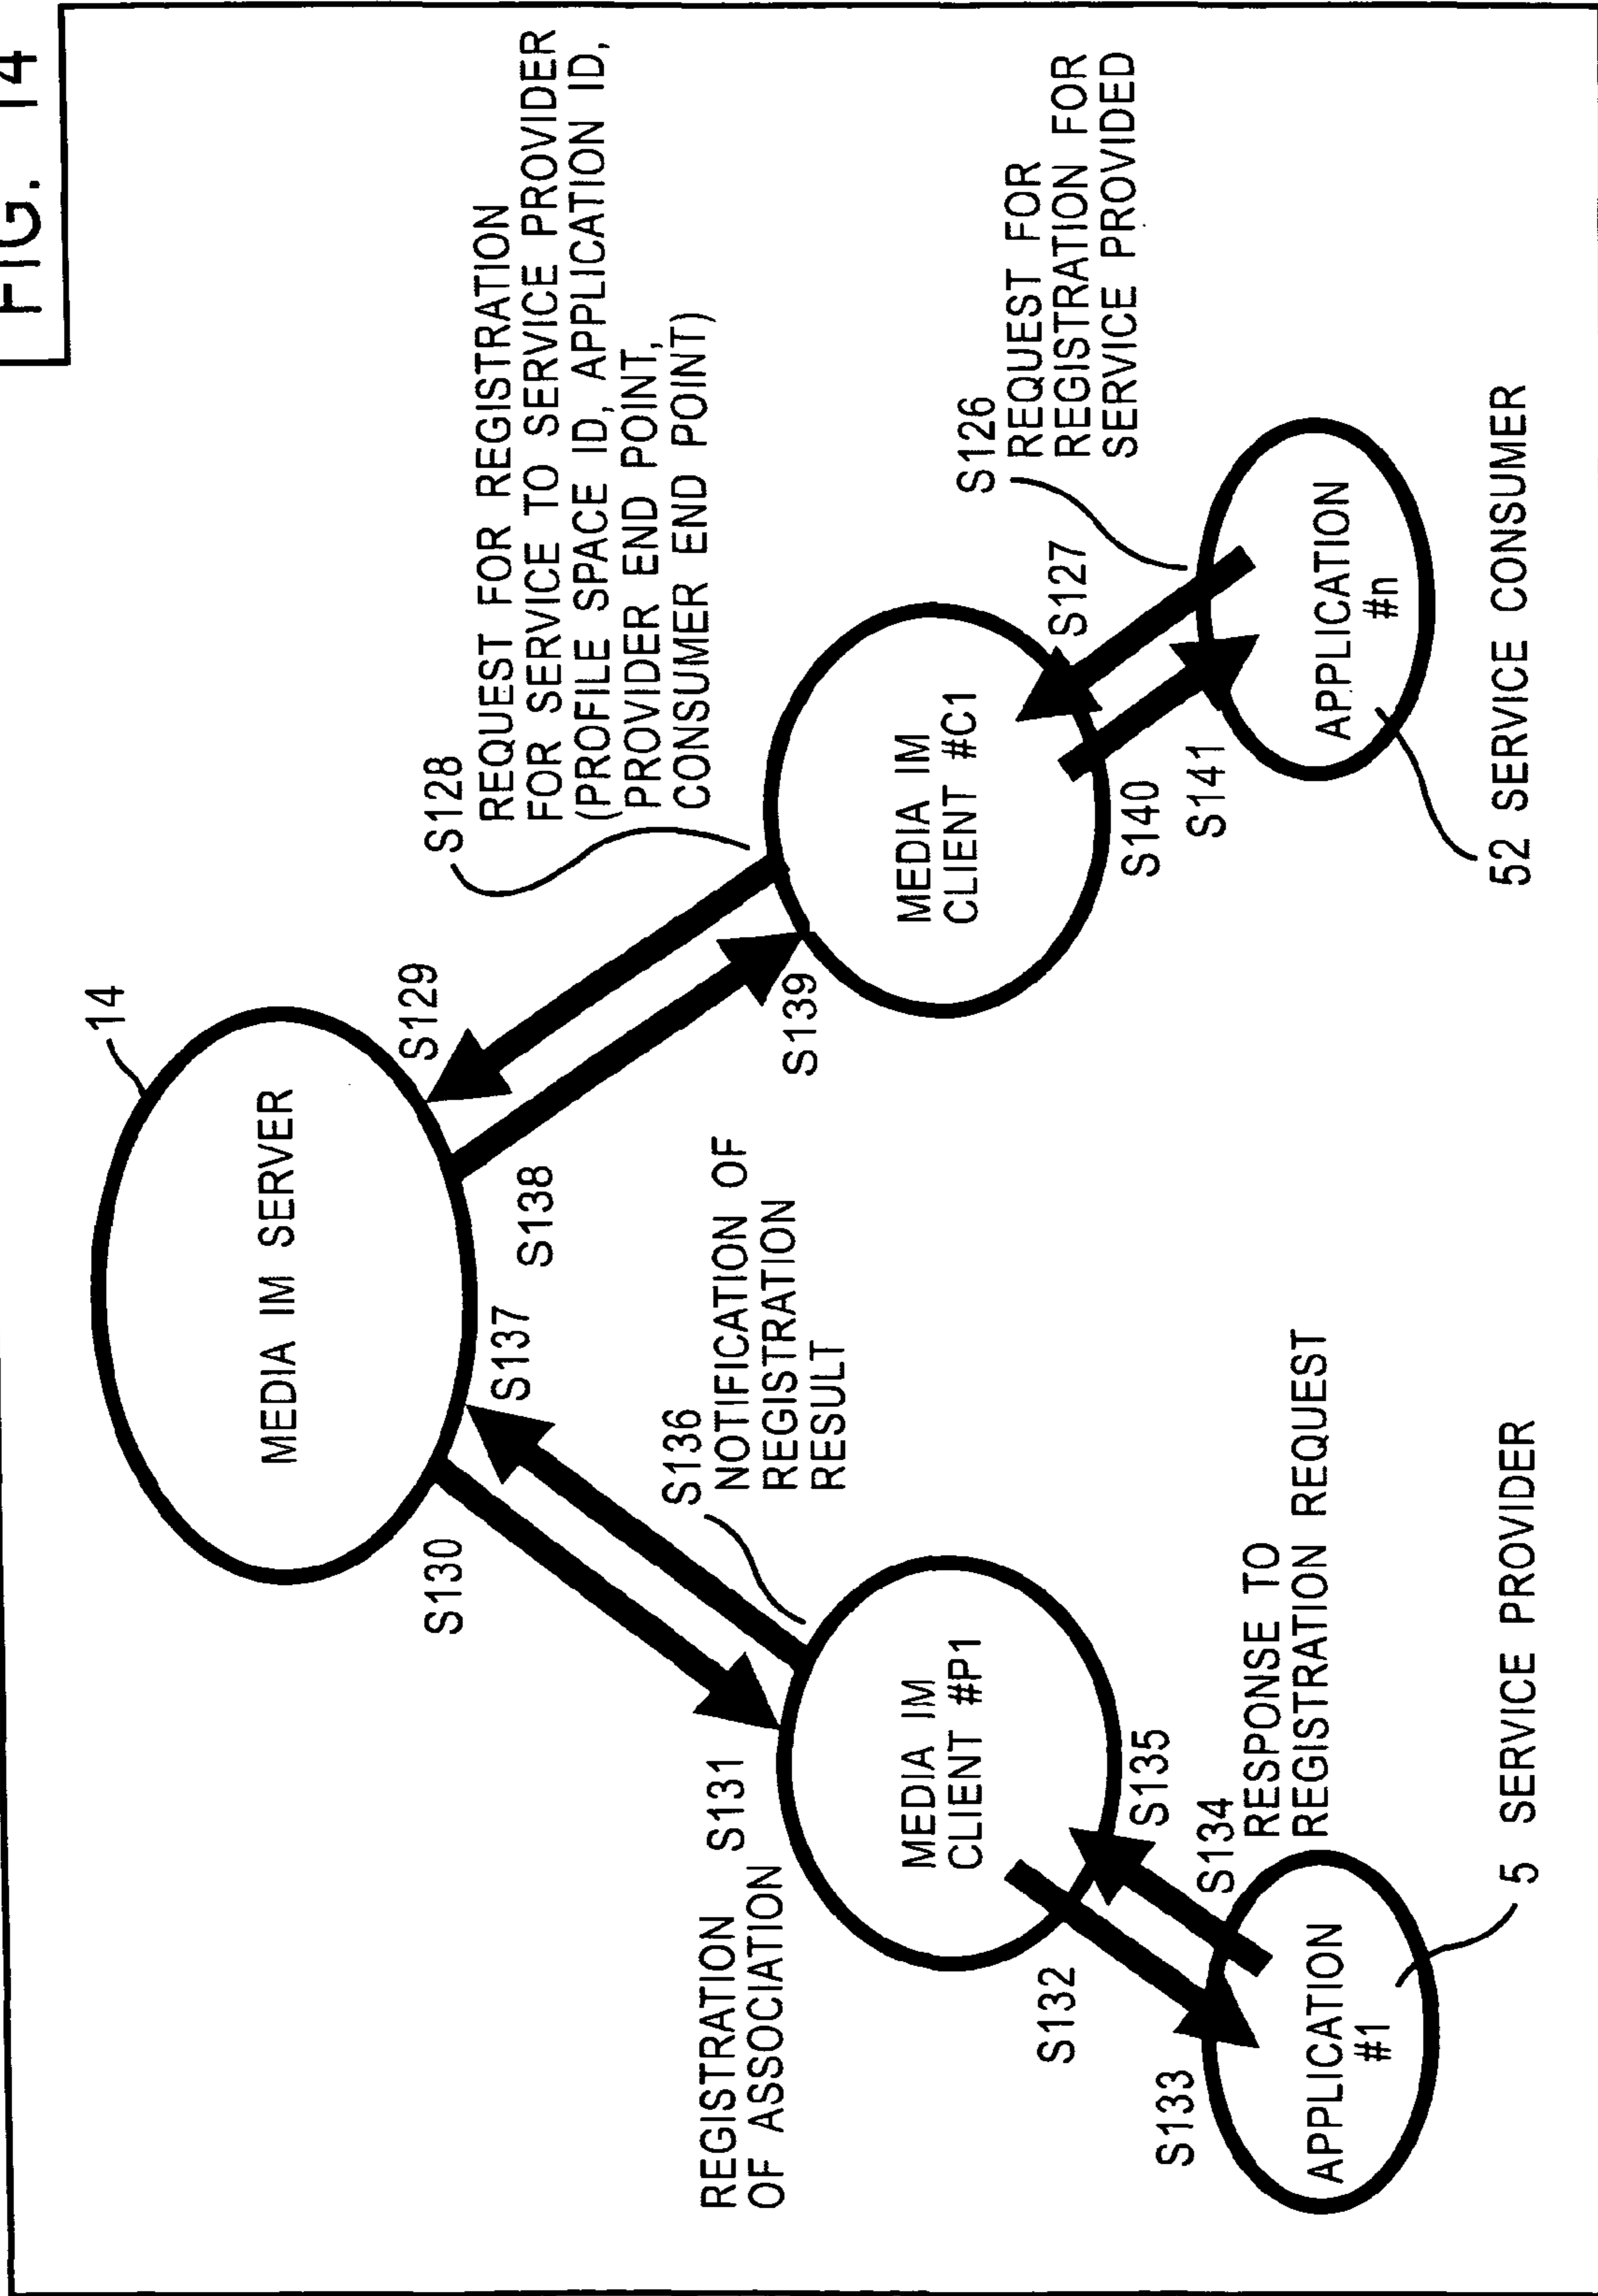 FIG. 14
14
MEDIA IM SERVER
S130
S137
S138
S129
S128
REQUEST FOR REGISTRATION
FOR SERVICE TO SERVICE PROVIDER
(PROFILE SPACE ID, APPLICATION ID,
PROVIDER END POINT,
CONSUMER END POINT)
S136
NOTIFICATION OF
REGISTRATION
RESULT
REGISTRATION
OF ASSOCIATION
S131
S139
MEDIA IM
CLIENT #P1
MEDIA IM
CLIENT #C1
S126
REQUEST FOR
REGISTRATION FOR
SERVICE PROVIDED
S132
S135
S140
S127
S133
S134
RESPONSE TO
REGISTRATION REQUEST
S141
APPLICATION
#1
APPLICATION
#n
5 SERVICE PROVIDER
52 SERVICE CONSUMER